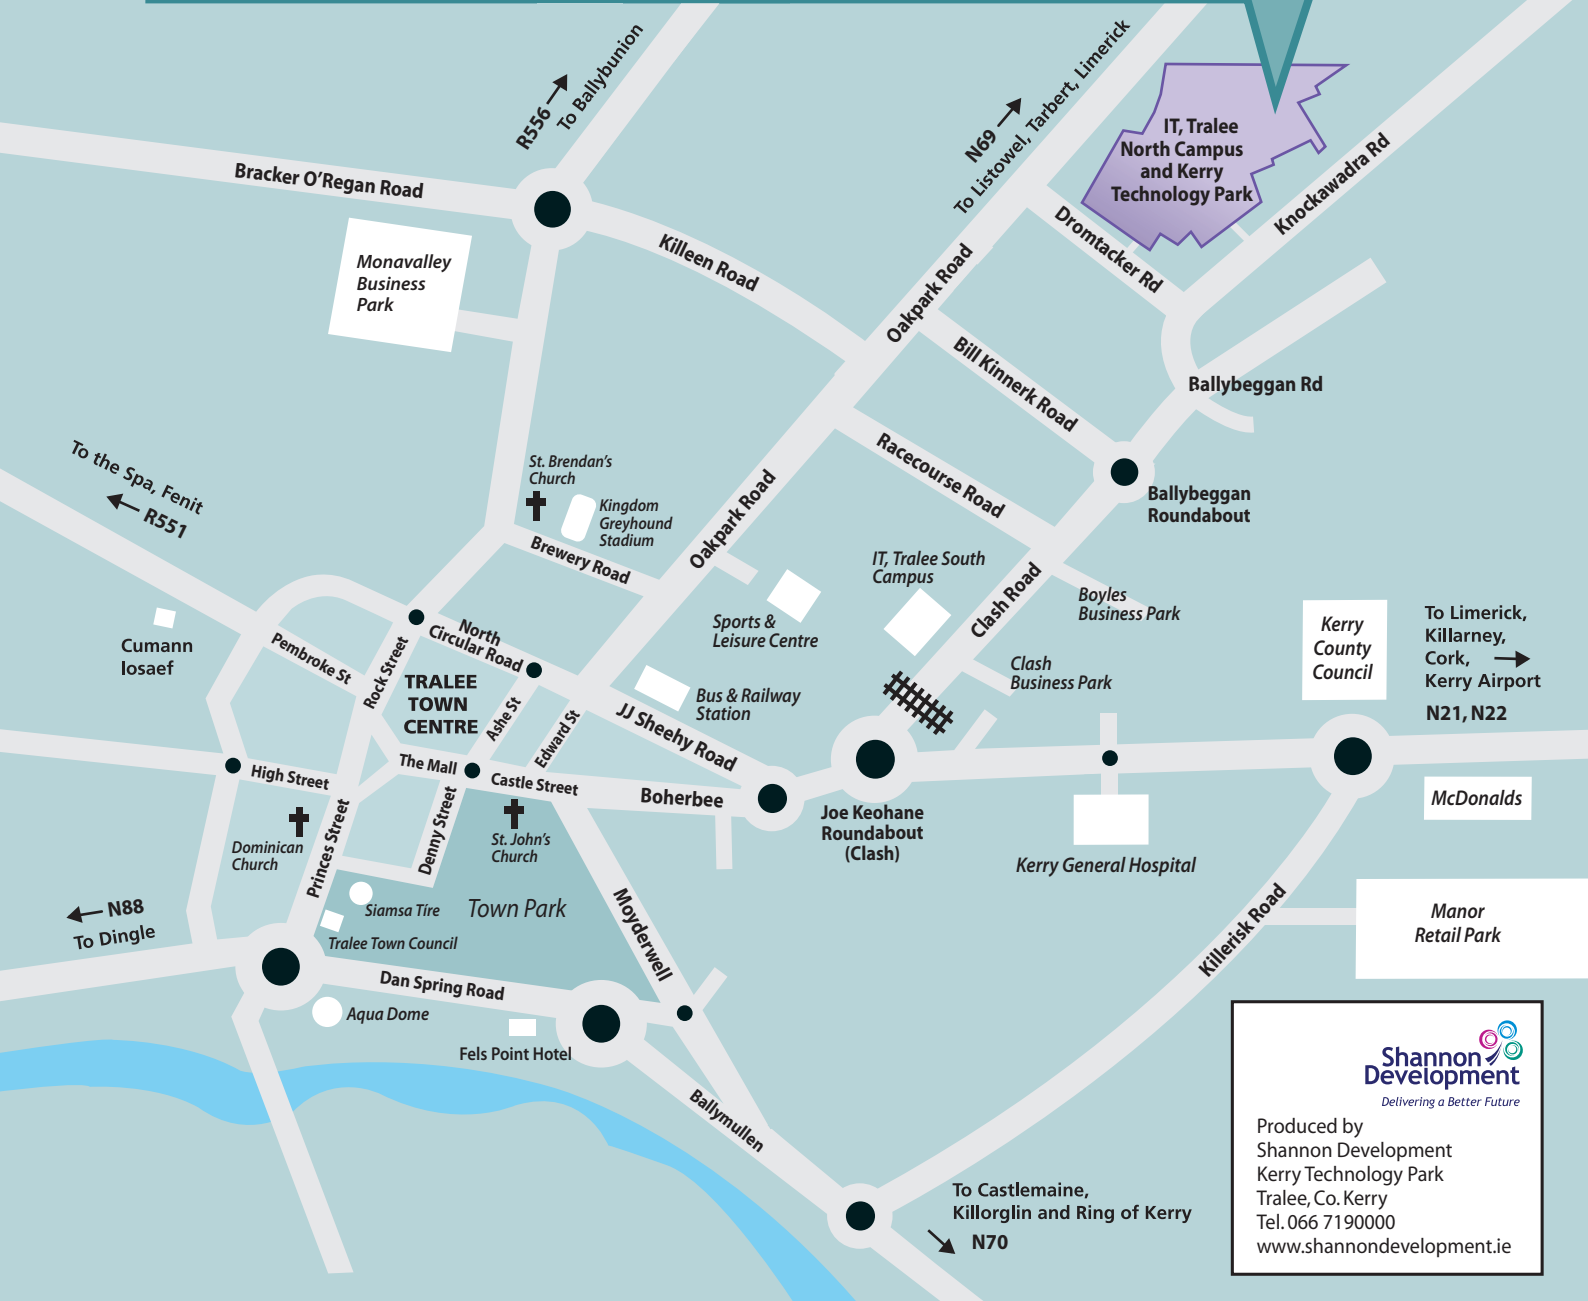 R556
To Ballybunion
N69
To Listowel, Tarbert, Limerick
IT, Tralee
North Campus
and Kerry
Technology Park
Knockawadra Rd
Bracker O'Regan Road
Dromtacker Rd
Monavalley
Business
Park
Killeen Road
Oakpark Road
Bill Kinnerk Road
Ballybeggan Rd
To the Spa, Fenit
R551
St. Brendan's
Church
Kingdom
Greyhound
Stadium
Racecourse Road
Ballybeggan
Roundabout
Oakpark Road
Brewery Road
IT, Tralee South
Campus
Clash Road
Boyles
Business Park
Cumann
Iosaef
Pembroke St
Rock Street
North
Circular Road
Sports &
Leisure Centre
Kerry
County
Council
To Limerick,
Killarney,
Cork,
Kerry Airport
N21, N22
TRALEE
TOWN
CENTRE
Ashe St
Edward St
Bus & Railway
Station
JJ Sheehy Road
Clash
Business Park
High Street
The Mall
Castle Street
Boherbee
McDonalds
Dominican
Church
Princes Street
Denny Street
St. John's
Church
Joe Keohane
Roundabout
(Clash)
Kerry General Hospital
N88
To Dingle
Siamsa Tíre
Town Park
Tralee Town Council
Moyderwell
Killerisk Road
Manor
Retail Park
Dan Spring Road
Aqua Dome
Fels Point Hotel
Ballymullen
To Castlemaine,
Killorglin and Ring of Kerry
N70
Shannon
Development
Delivering a Better Future
Produced by
Shannon Development
Kerry Technology Park
Tralee, Co. Kerry
Tel. 066 7190000
www.shannondevelopment.ie